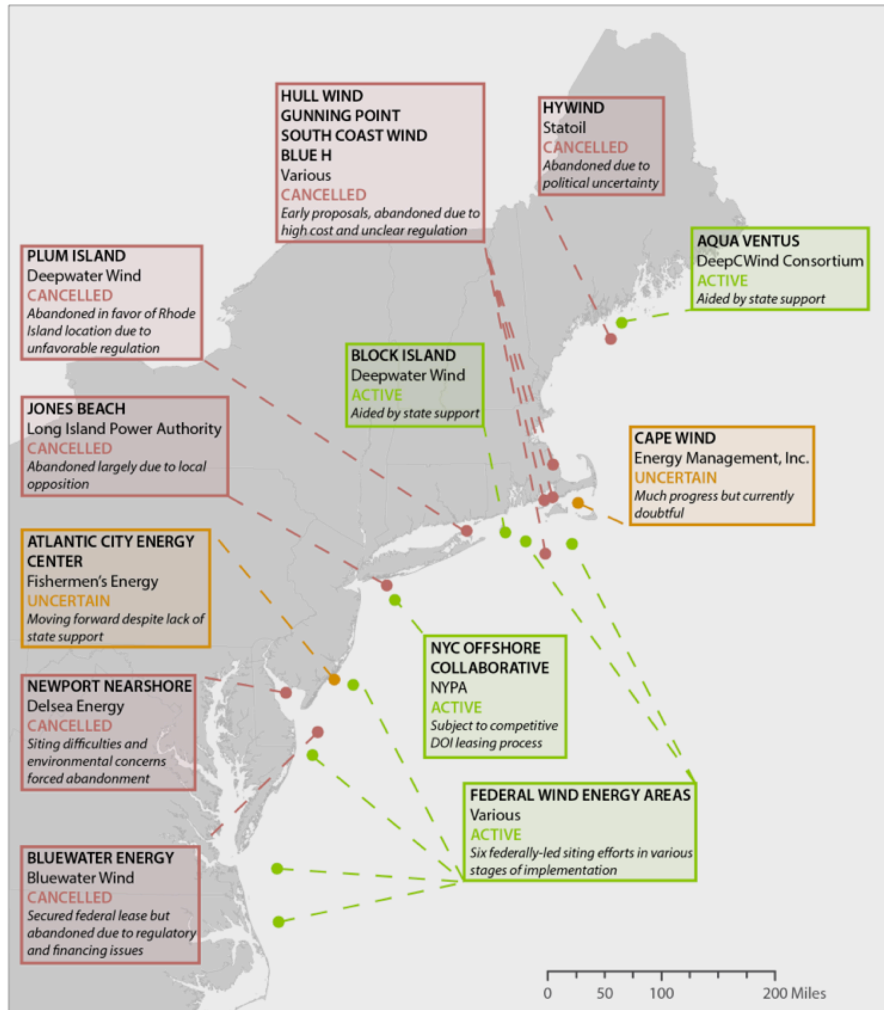 HULL WIND
GUNNING POINT
SOUTH COAST WIND
BLUE H
Various
CANCELLED
Early proposals, abandoned due to
high cost and unclear regulation
HYWIND
Statoil
CANCELLED
Abandoned due to
political uncertainty
AQUA VENTUS
DeepCWind Consortium
ACTIVE
Aided by state support
PLUM ISLAND
Deepwater Wind
CANCELLED
Abandoned in favor of Rhode
Island location due to
unfavorable regulation
BLOCK ISLAND
Deepwater Wind
ACTIVE
Aided by state support
JONES BEACH
Long Island Power Authority
CANCELLED
Abandoned largely due to local
opposition
CAPE WIND
Energy Management, Inc.
UNCERTAIN
Much progress but currently
doubtful
ATLANTIC CITY ENERGY
CENTER
Fishermen's Energy
UNCERTAIN
Moving forward despite lack of
state support
NYC OFFSHORE
COLLABORATIVE
NYPA
ACTIVE
Subject to competitive
DOI leasing process
NEWPORT NEARSHORE
Delsea Energy
CANCELLED
Siting difficulties and
environmental concerns
forced abandonment
FEDERAL WIND ENERGY AREAS
Various
ACTIVE
Six federally-led siting efforts in various
stages of implementation
BLUEWATER ENERGY
Bluewater Wind
CANCELLED
Secured federal lease but
abandoned due to regulatory
and financing issues
0 50 100 200 Miles